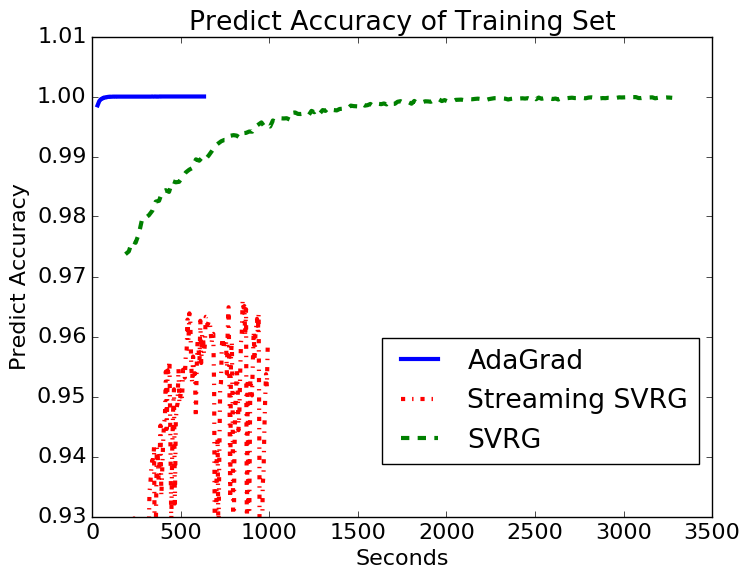 Predict Accuracy of Training Set
1.01
1.00
0.99
0.98
0.97
0.96
0.95
0.94
0.93
Predict Accuracy
AdaGrad
Streaming SVRG
SVRG
0 500 1000 1500 2000 2500 3000 3500
Seconds